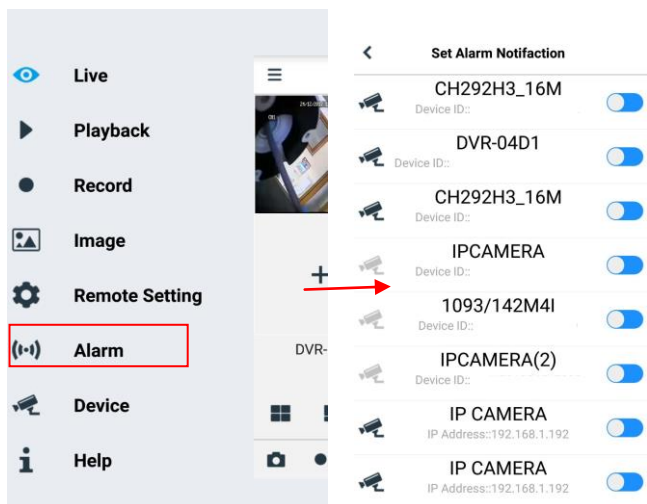 Live
Playback
Record
Image
Remote Setting
Alarm
Device
Help
DVR-
Set Alarm Notifaction
CH292H3_16M
Device ID::
DVR-04D1
Device ID::
CH292H3_16M
Device ID::
IPCAMERA
Device ID::
1093/142M4I
Device ID::
IPCAMERA(2)
Device ID::
IP CAMERA
IP Address::192.168.1.192
IP CAMERA
IP Address::192.168.1.192